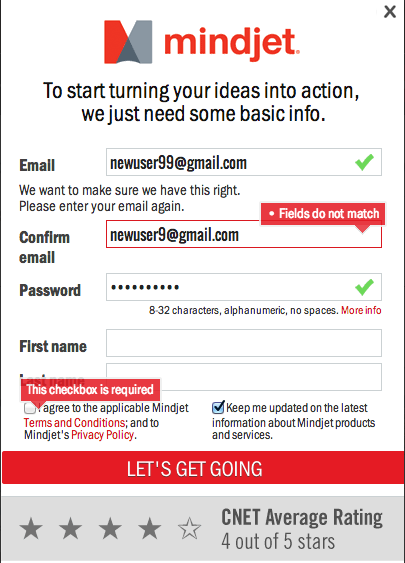 mindjet
To start turning your ideas into action,
we just need some basic info.
Email
newuser99@gmail.com
We want to make sure we have this right.
Please enter your email again.
• Fields do not match
Confirm
email
newuser9@gmail.com
Password
••••••••••
8-32 characters, alphanumeric, no spaces. More info
First name
Last name
This checkbox is required
I agree to the applicable Mindjet
Terms and Conditions; and to
Mindjet's Privacy Policy.
Keep me updated on the latest
information about Mindjet products
and services.
LET'S GET GOING
CNET Average Rating
4 out of 5 stars